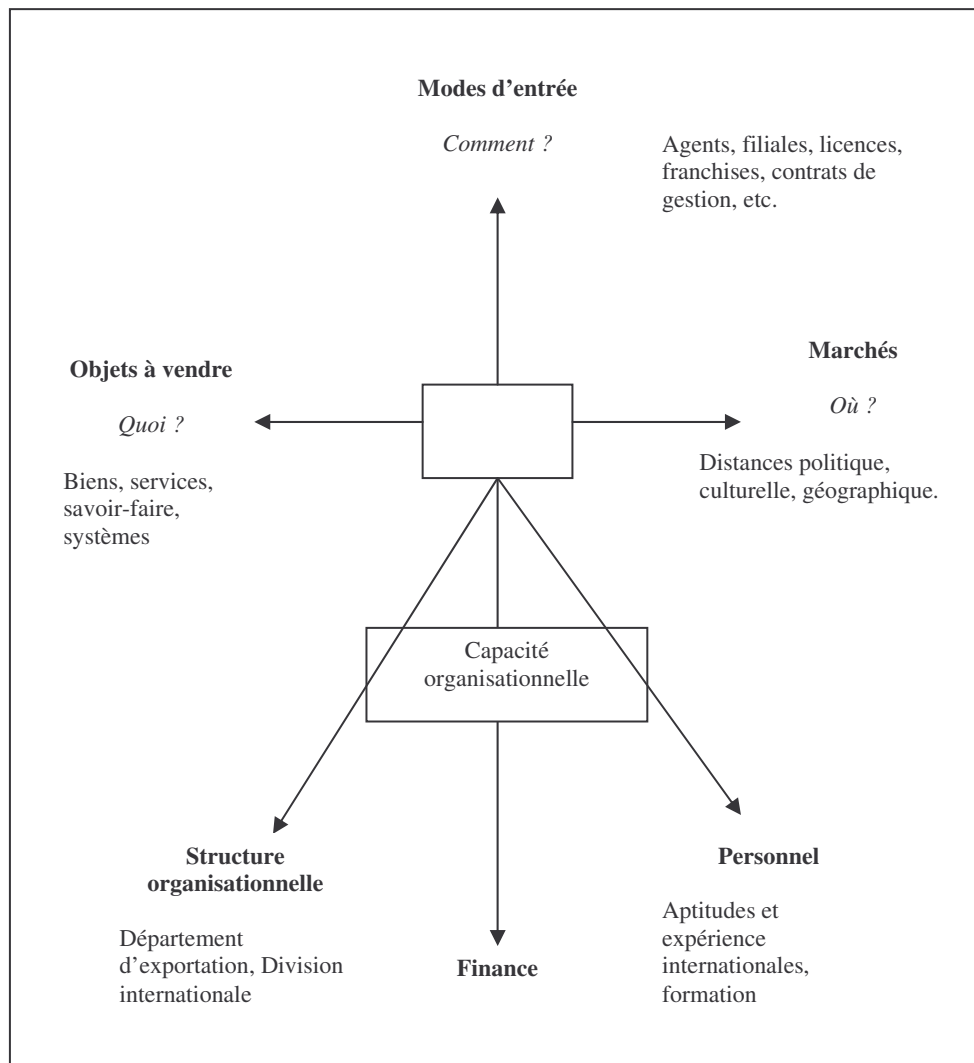 Modes d'entrée
Comment ?
Agents, filiales, licences,
franchises, contrats de
gestion, etc.
Objets à vendre
Quoi ?
Biens, services,
savoir-faire,
systèmes
Marchés
Où ?
Distances politique,
culturelle, géographique.
Capacité
organisationnelle
Structure
organisationnelle
Département
d'exportation, Division
internationale
Finance
Personnel
Aptitudes et
expérience
internationales,
formation